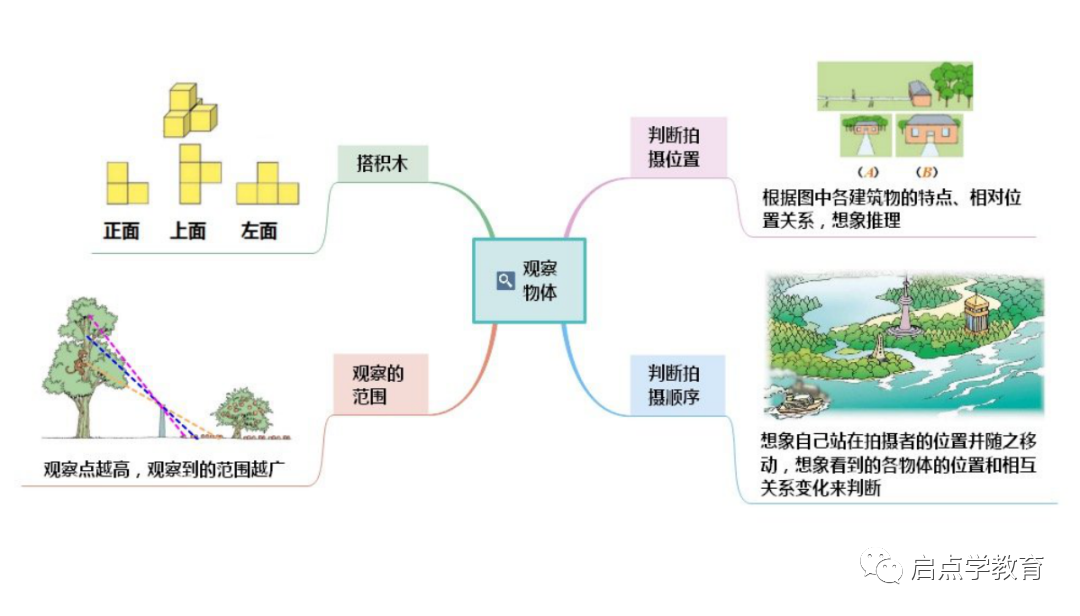 观察
物体
搭积木
正面
上面
左面
观察的
范围
观察点越高，观察到的范围越广
判断拍
摄位置
（A）
（B）
根据图中各建筑物的特点、相对位
置关系，想象推理
判断拍
摄顺序
想象自己站在拍摄者的位置并随之移
动，想象看到的各物体的位置和相互
关系变化来判断
启点学教育